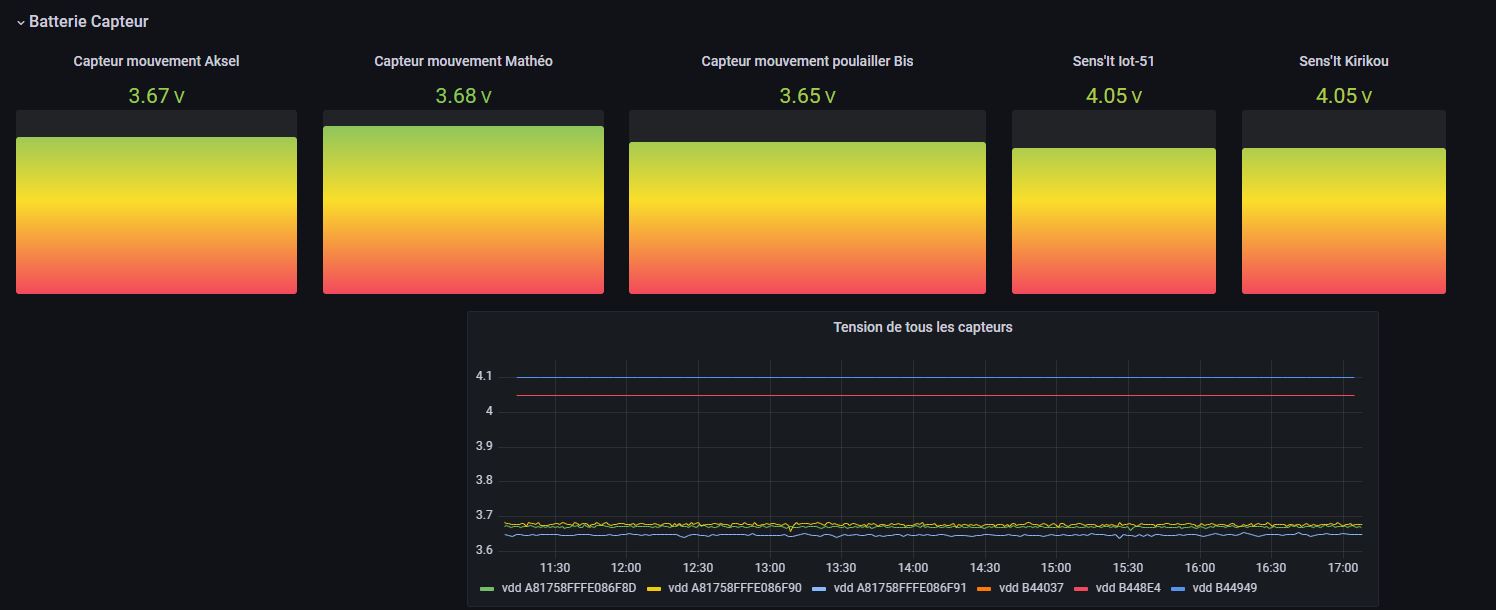 Batterie Capteur
Capteur mouvement Aksel
Capteur mouvement Mathéo
Capteur mouvement poulailler Bis
Sens'It Iot-51
Sens'It Kirikou
3.67 V
3.68 V
3.65 V
4.05 V
4.05 V
Tension de tous les capteurs
4.1
4
3.9
3.8
3.7
3.6
11:30 12:00 12:30 13:00 13:30 14:00 14:30 15:00 15:30 16:00 16:30 17:00
vdd A81758FFFE086F8D vdd A81758FFFE086F90 vdd A81758FFFE086F91 vdd B44037 vdd B448E4 vdd B44949